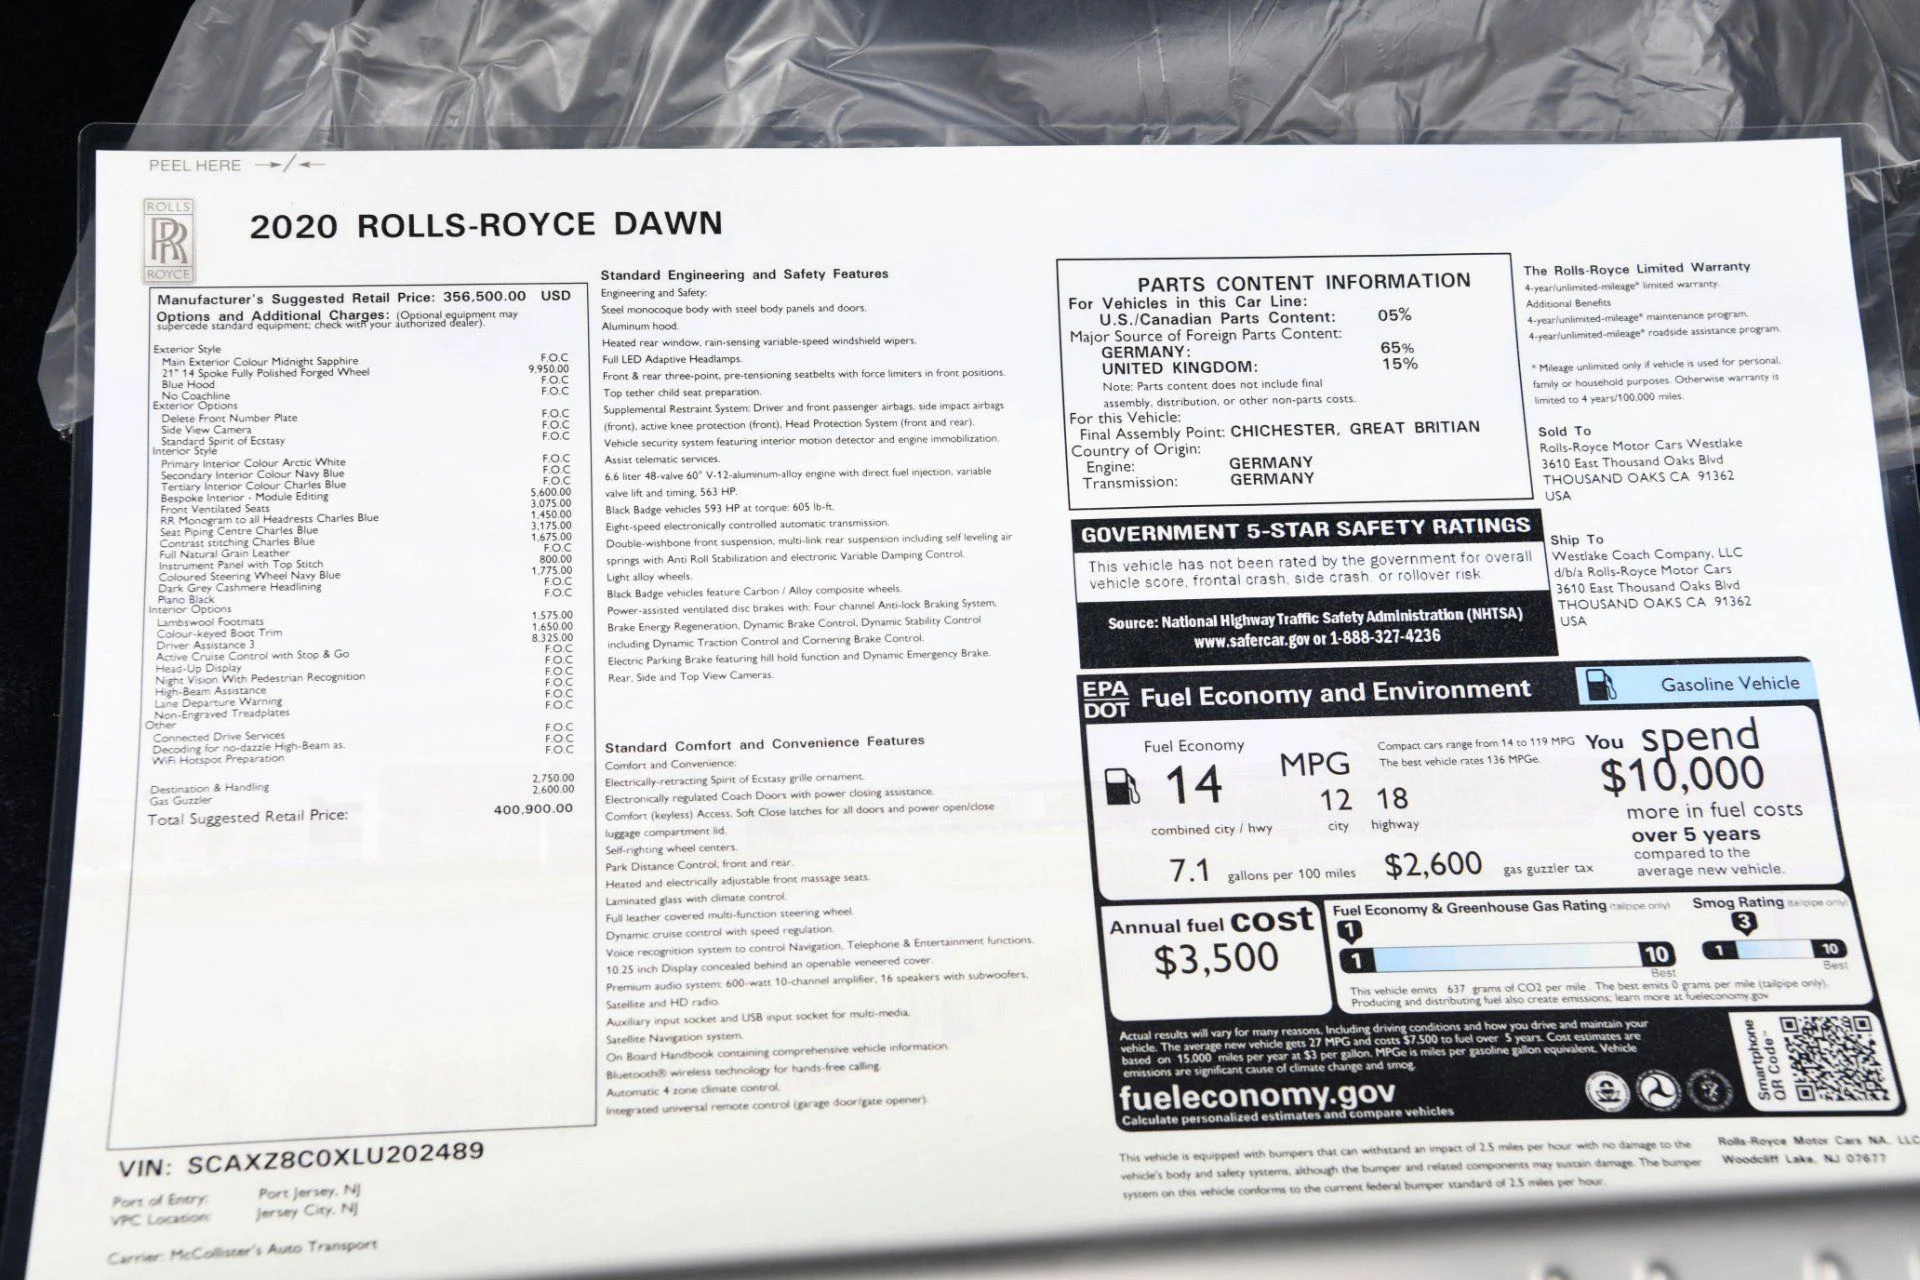 PEEL HERE
ROLLS
RR
ROYCE
2020 ROLLS-ROYCE DAWN
Manufacturer's Suggested Retail Price: 356,500.00 USD
Options and Additional Charges: (Optional equipment may
supercede standard equipment; check with your authorized dealer).
Exterior Style
Main Exterior Colour Midnight Sapphire F.O.C
21" 14 Spoke Fully Polished Forged Wheel 9,950.00
Blue Hood F.O.C
No Coachline F.O.C
Exterior Options
Delete Front Number Plate F.O.C
Side View Camera F.O.C
Standard Spirit of Ecstasy F.O.C
Interior Style
Primary Interior Colour Arctic White F.O.C
Secondary Interior Colour Navy Blue F.O.C
Tertiary Interior Colour Charles Blue F.O.C
Bespoke Interior - Module Editing 5,600.00
Front Ventilated Seats 3,075.00
RR Monogram to all Headrests Charles Blue 1,450.00
Seat Piping Centre Charles Blue 3,175.00
Contrast stitching Charles Blue 1,675.00
Full Natural Grain Leather F.O.C
Instrument Panel with Top Stitch 800.00
Coloured Steering Wheel Navy Blue 1,775.00
Dark Grey Cashmere Headlining F.O.C
Piano Black F.O.C
Interior Options
Lambswool Footmats 1,575.00
Colour-keyed Boot Trim 1,650.00
Driver Assistance 3 8,325.00
Active Cruise Control with Stop & Go F.O.C
Head-Up Display F.O.C
Night Vision With Pedestrian Recognition F.O.C
High-Beam Assistance F.O.C
Lane Departure Warning F.O.C
Non-Engraved Treadplates F.O.C
Other
Connected Drive Services F.O.C
Decoding for no-dazzle High-Beam as. F.O.C
WiFi Hotspot Preparation F.O.C
Destination & Handling 2,750.00
Gas Guzzler 2,600.00
Total Suggested Retail Price: 400,900.00
VIN: SCAXZ8C0XLU202489
Port of Entry: Port Jersey, NJ
VPC Location: Jersey City, NJ
Carrier: McCollister's Auto Transport
Standard Engineering and Safety Features
Engineering and Safety:
Steel monocoque body with steel body panels and doors.
Aluminum hood.
Heated rear window, rain-sensing variable-speed windshield wipers.
Full LED Adaptive Headlamps.
Front & rear three-point, pre-tensioning seatbelts with force limiters in front positions.
Top tether child seat preparation.
Supplemental Restraint System: Driver and front passenger airbags, side impact airbags
(front), active knee protection (front), Head Protection System (front and rear).
Vehicle security system featuring interior motion detector and engine immobilization.
Assist telematic services.
6.6 liter 48-valve 60° V-12-aluminum-alloy engine with direct fuel injection, variable
valve lift and timing, 563 HP.
Black Badge vehicles 593 HP at torque: 605 lb-ft.
Eight-speed electronically controlled automatic transmission.
Double-wishbone front suspension, multi-link rear suspension including self leveling air
springs with Anti Roll Stabilization and electronic Variable Damping Control.
Light alloy wheels.
Black Badge vehicles feature Carbon / Alloy composite wheels.
Power-assisted ventilated disc brakes with: Four channel Anti-lock Braking System,
Brake Energy Regeneration, Dynamic Brake Control, Dynamic Stability Control
including Dynamic Traction Control and Cornering Brake Control.
Electric Parking Brake featuring hill hold function and Dynamic Emergency Brake.
Rear, Side and Top View Cameras.
Standard Comfort and Convenience Features
Comfort and Convenience:
Electrically-retracting Spirit of Ecstasy grille ornament.
Electronically regulated Coach Doors with power closing assistance.
Comfort (keyless) Access, Soft Close latches for all doors and power open/close
luggage compartment lid.
Self-righting wheel centers.
Park Distance Control, front and rear.
Heated and electrically adjustable front massage seats.
Laminated glass with climate control.
Full leather covered multi-function steering wheel.
Dynamic cruise control with speed regulation.
Voice recognition system to control Navigation, Telephone & Entertainment functions.
10.25 inch Display concealed behind an openable veneered cover.
Premium audio system: 600-watt 10-channel amplifier, 16 speakers with subwoofers,
Satellite and HD radio.
Auxiliary input socket and USB input socket for multi-media.
Satellite Navigation system.
On Board Handbook containing comprehensive vehicle information.
Bluetooth® wireless technology for hands-free calling.
Automatic 4 zone climate control.
Integrated universal remote control (garage door/gate opener).
PARTS CONTENT INFORMATION
For Vehicles in this Car Line:
U.S./Canadian Parts Content: 05%
Major Source of Foreign Parts Content:
GERMANY: 65%
UNITED KINGDOM: 15%
Note: Parts content does not include final
assembly, distribution, or other non-parts costs.
For this Vehicle:
Final Assembly Point: CHICHESTER, GREAT BRITIAN
Country of Origin:
Engine: GERMANY
Transmission: GERMANY
GOVERNMENT 5-STAR SAFETY RATINGS
This vehicle has not been rated by the government for overall
vehicle score, frontal crash, side crash, or rollover risk.
Source: National Highway Traffic Safety Administration (NHTSA)
www.safercar.gov or 1-888-327-4236
The Rolls-Royce Limited Warranty
4-year/unlimited-mileage* limited warranty.
Additional Benefits
4-year/unlimited-mileage* maintenance program.
4-year/unlimited-mileage* roadside assistance program.
* Mileage unlimited only if vehicle is used for personal,
family or household purposes. Otherwise warranty is
limited to 4 years/100,000 miles.
Sold To
Rolls-Royce Motor Cars Westlake
3610 East Thousand Oaks Blvd
THOUSAND OAKS CA 91362
USA
Ship To
Westlake Coach Company, LLC
d/b/a Rolls-Royce Motor Cars
3610 East Thousand Oaks Blvd
THOUSAND OAKS CA 91362
USA
EPA
DOT
Fuel Economy and Environment
Gasoline Vehicle
Fuel Economy
14 MPG
combined city / hwy
12 city
18 highway
Compact cars range from 14 to 119 MPG
The best vehicle rates 136 MPGe.
7.1 gallons per 100 miles
$2,600 gas guzzler tax
You spend
$10,000
more in fuel costs
over 5 years
compared to the
average new vehicle.
Annual fuel cost
$3,500
Fuel Economy & Greenhouse Gas Rating (tailpipe only)
1
1 10
Best
Smog Rating (tailpipe only)
3
1 10
Best
This vehicle emits 637 grams of CO2 per mile . The best emits 0 grams per mile (tailpipe only).
Producing and distributing fuel also create emissions; learn more at fueleconomy.gov
Actual results will vary for many reasons, including driving conditions and how you drive and maintain your
vehicle. The average new vehicle gets 27 MPG and costs $7,500 to fuel over 5 years. Cost estimates are
based on 15,000 miles per year at $3 per gallon. MPGe is miles per gasoline gallon equivalent. Vehicle
emissions are significant cause of climate change and smog.
fueleconomy.gov
Calculate personalized estimates and compare vehicles
Smartphone
QR Code™
This vehicle is equipped with bumpers that can withstand an impact of 2.5 miles per hour with no damage to the
vehicle's body and safety systems, although the bumper and related components may sustain damage. The bumper
system on this vehicle conforms to the current federal bumper standard of 2.5 miles per hour.
Rolls-Royce Motor Cars NA, LLC
Woodcliff Lake, NJ 07677